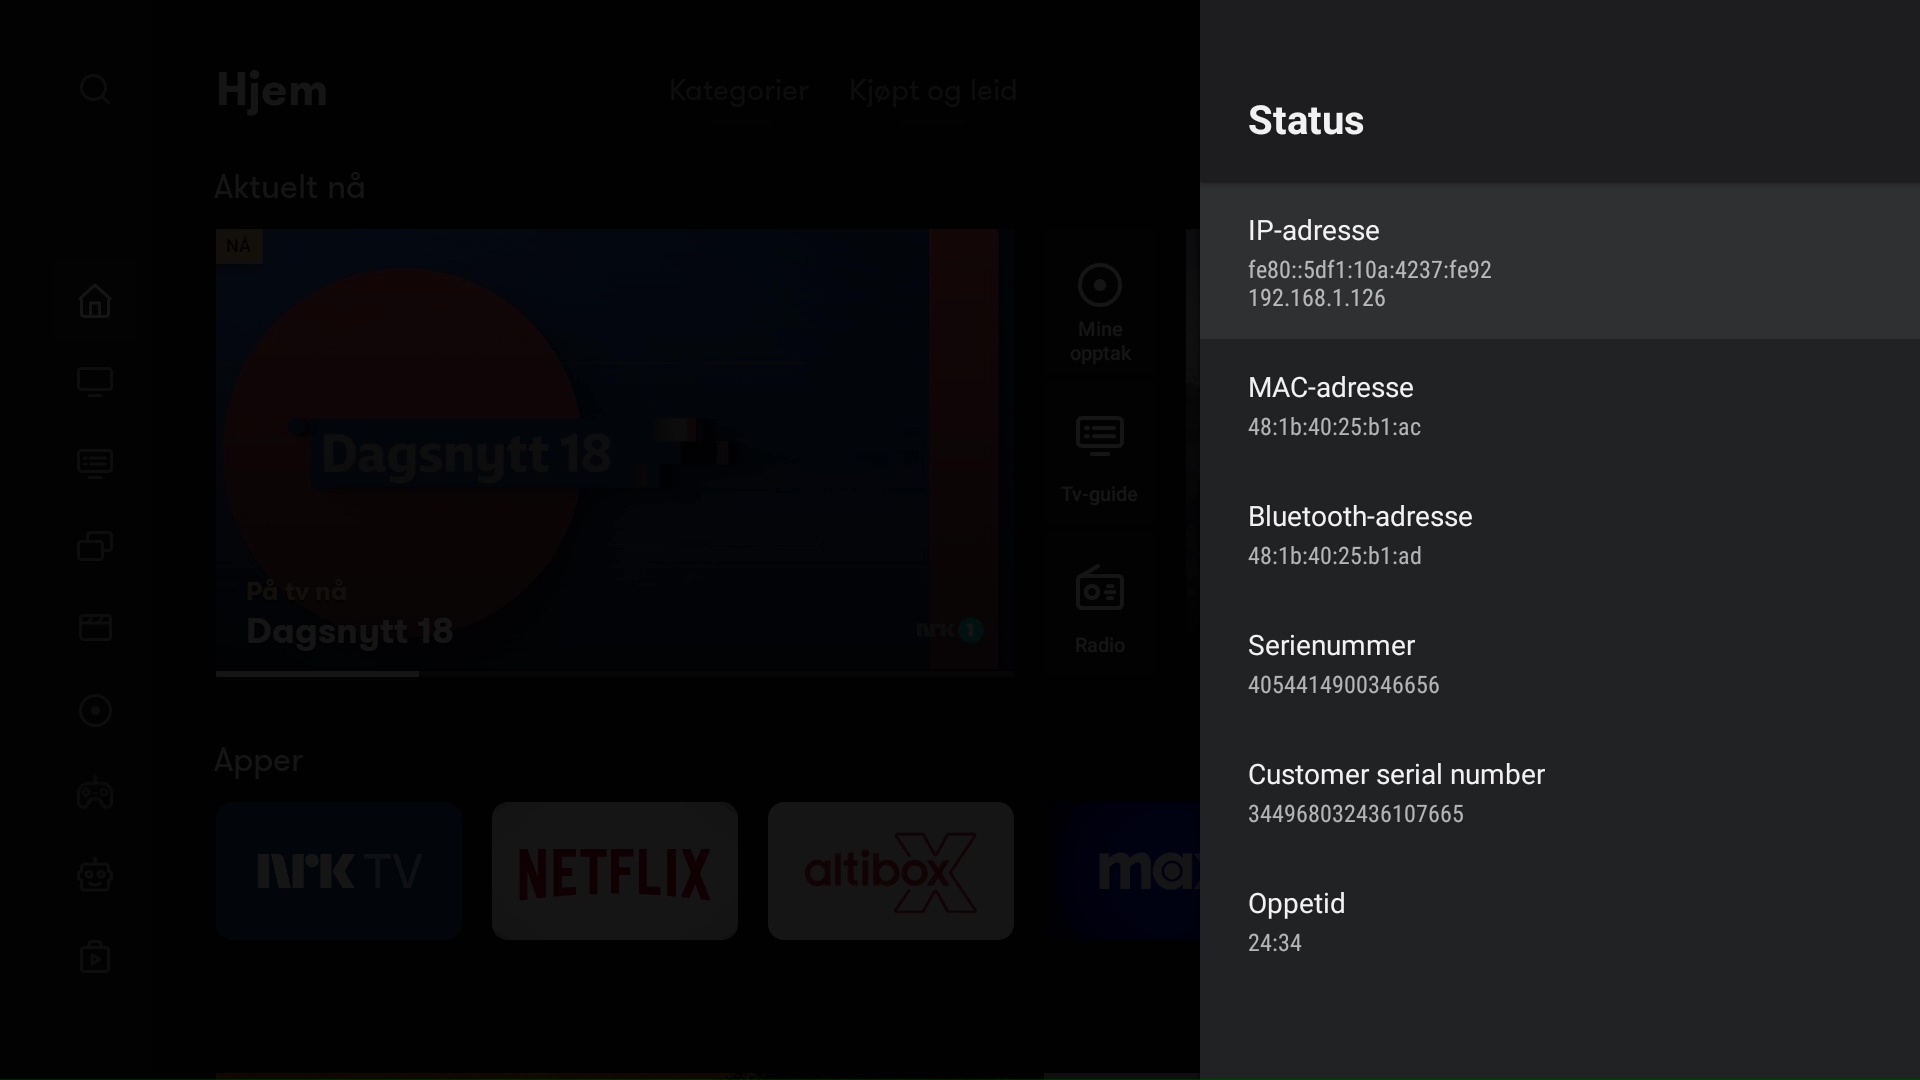 Hjem
Kategorier
Kjøpt og leid
Aktuelt nå
NÅ
Dagsnytt 18
På tv nå
Dagsnytt 18
nrk 1
Mine
opptak
Tv-guide
Radio
Apper
nrk TV
NETFLIX
altibox
max
Status
IP-adresse
fe80::5df1:10a:4237:fe92
192.168.1.126
MAC-adresse
48:1b:40:25:b1:ac
Bluetooth-adresse
48:1b:40:25:b1:ad
Serienummer
4054414900346656
Customer serial number
344968032436107665
Oppetid
24:34